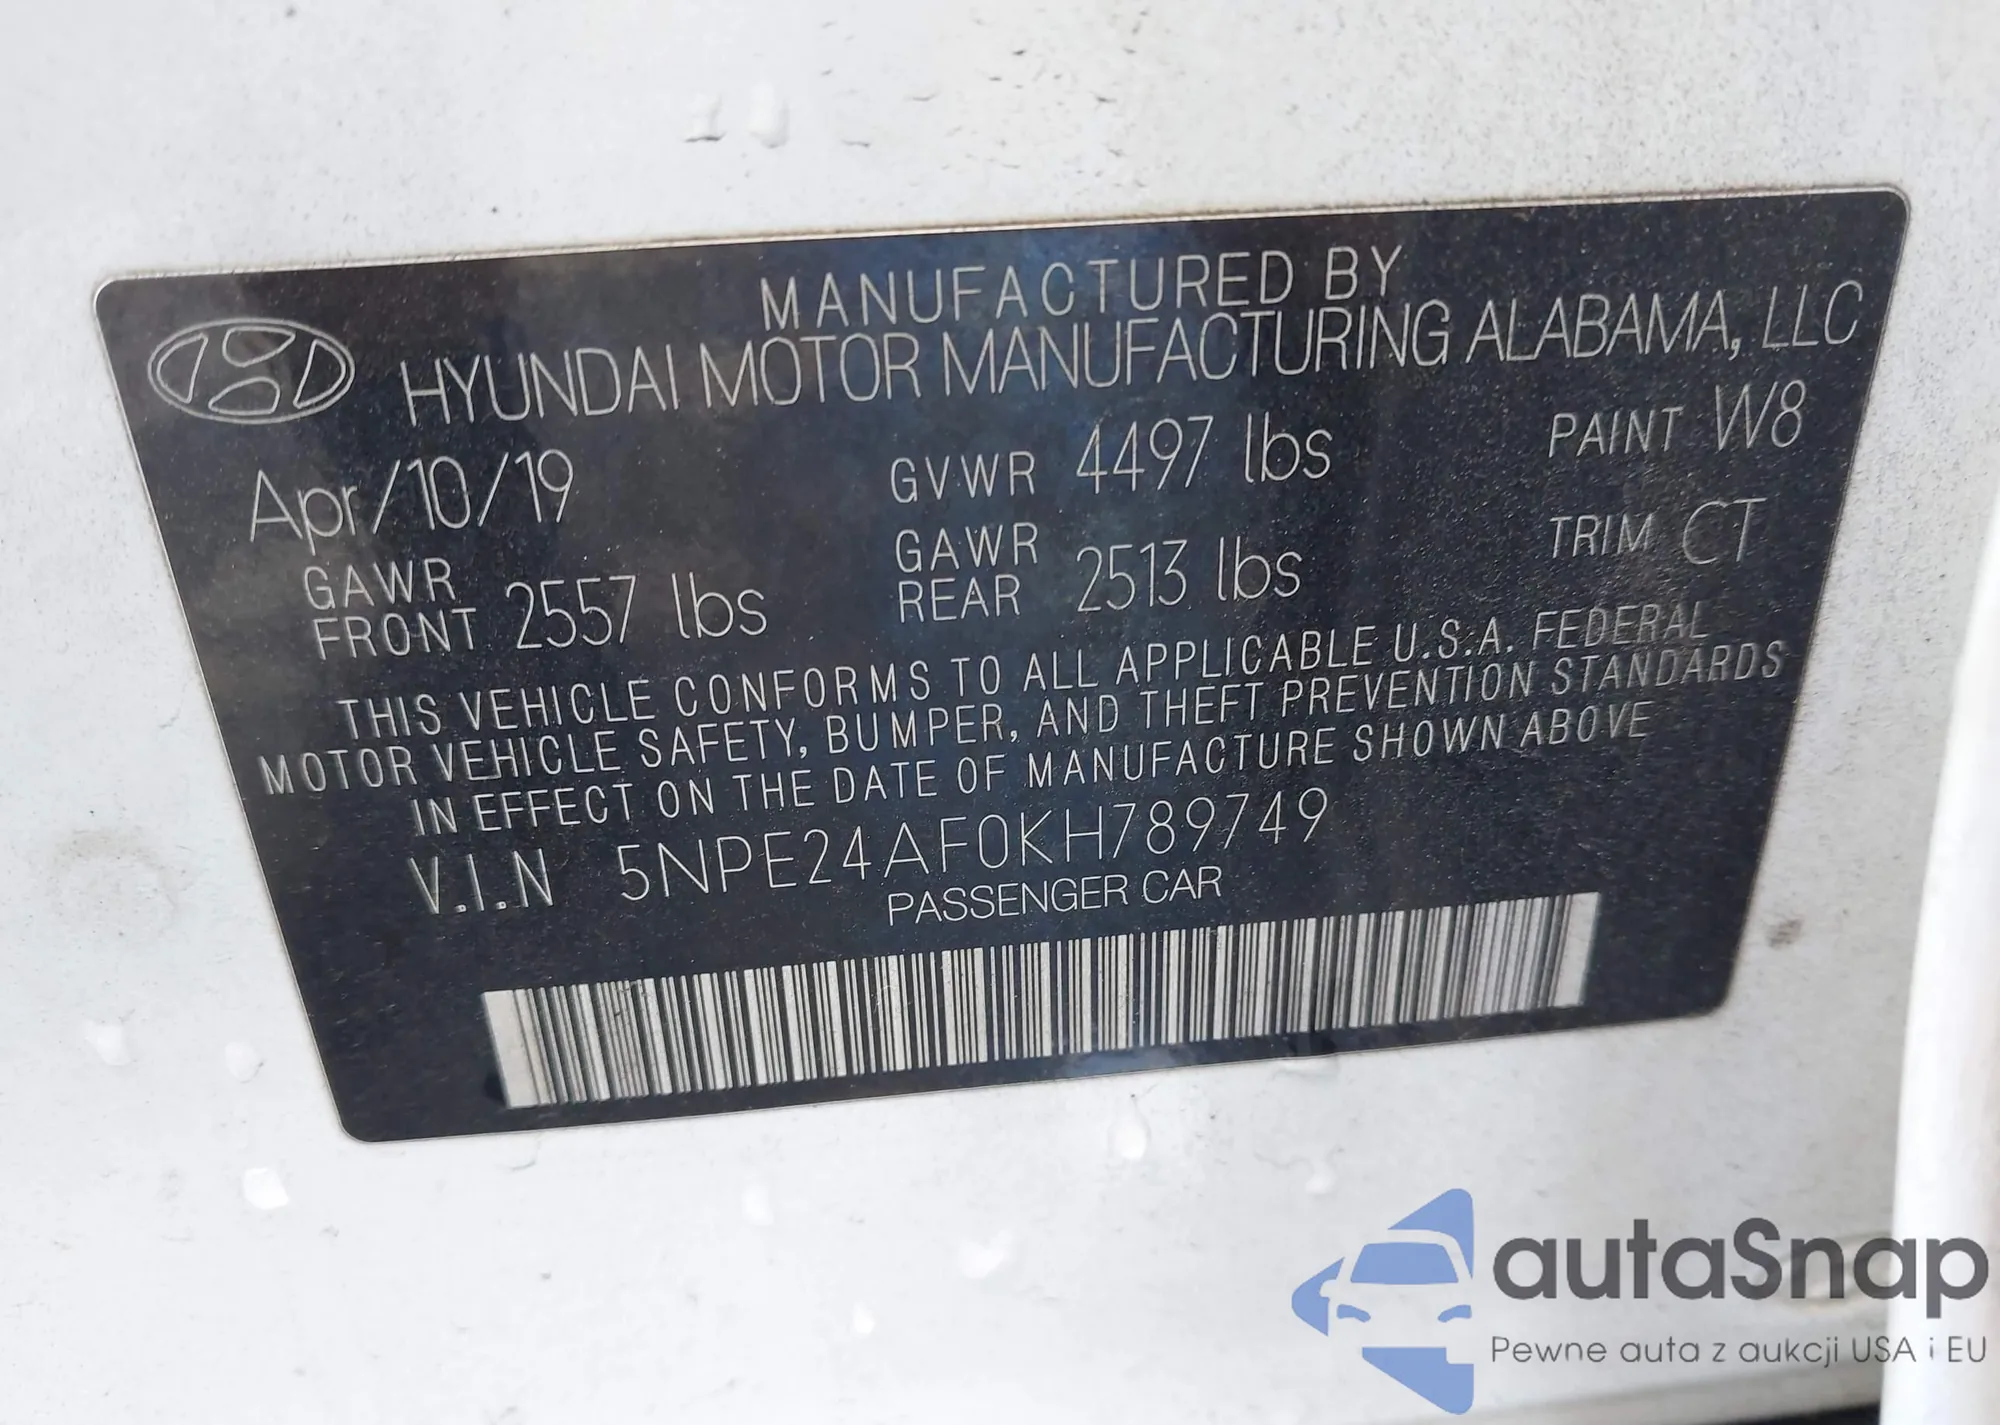 MANUFACTURED BY
HYUNDAI MOTOR MANUFACTURING ALABAMA, LLC
Apr/10/19 GVWR 4497 lbs PAINT W8
GAWR FRONT 2557 lbs GAWR REAR 2513 lbs TRIM CT
THIS VEHICLE CONFORMS TO ALL APPLICABLE U.S.A. FEDERAL
MOTOR VEHICLE SAFETY, BUMPER, AND THEFT PREVENTION STANDARDS
IN EFFECT ON THE DATE OF MANUFACTURE SHOWN ABOVE
V.I.N 5NPE24AF0KH789749
PASSENGER CAR
autaSnap
Pewne auta z aukcji USA i EU